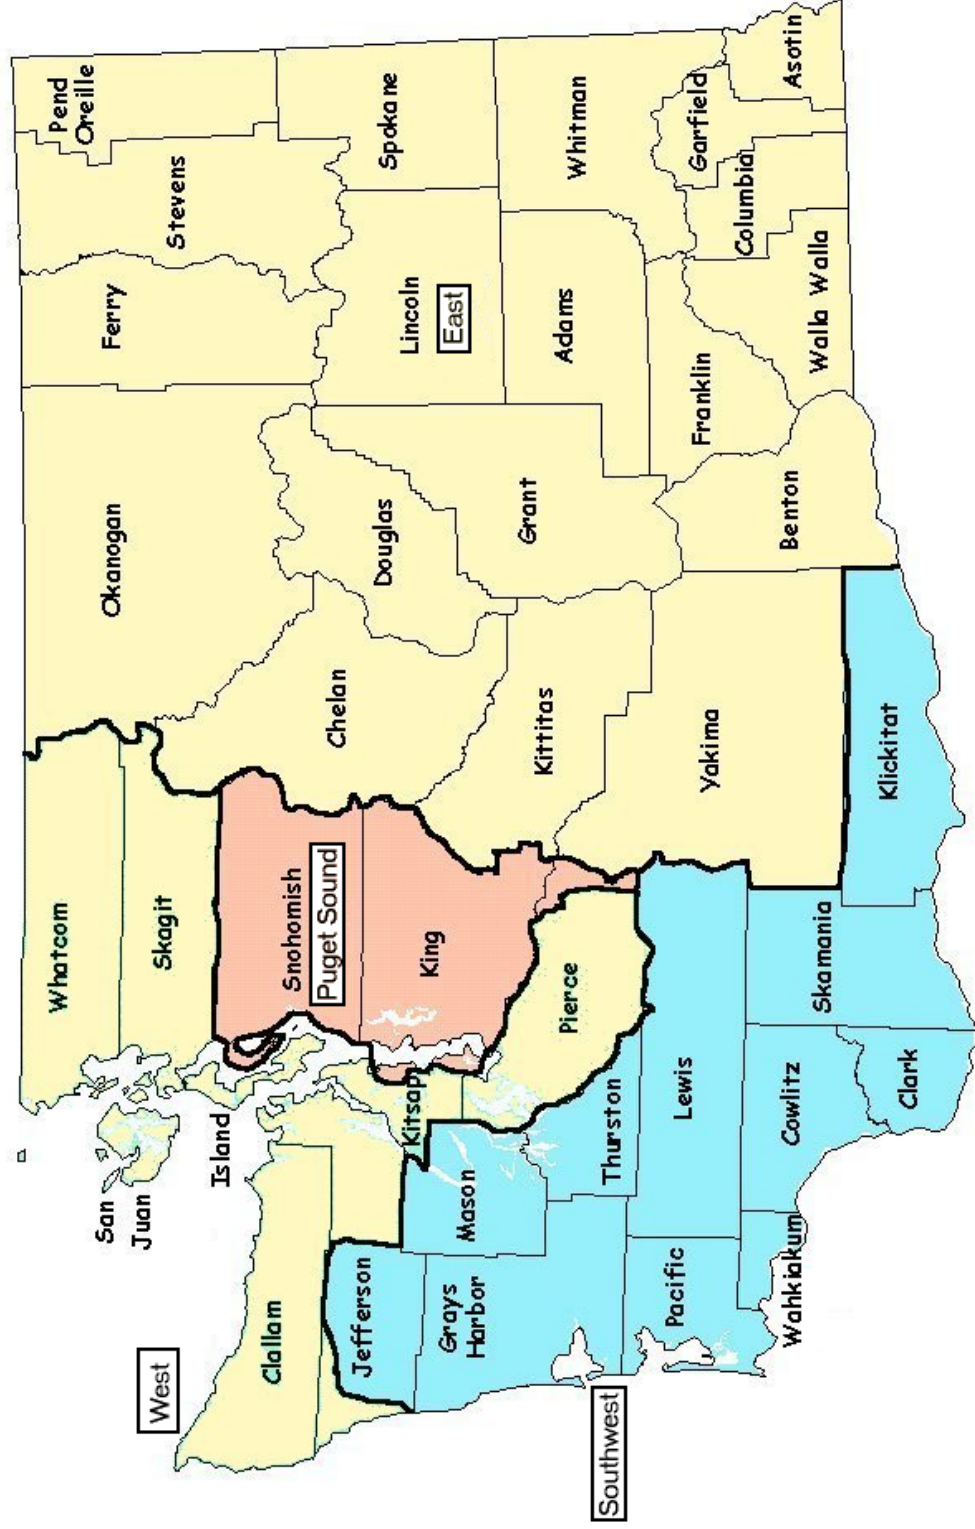 West
Southwest
San
Juan
Island
Whatcom
Skagit
Snohomish
Puget Sound
King
Kitsap
Pierce
Clallam
Jefferson
Grays
Harbor
Mason
Thurston
Pacific
Lewis
Wahkiakum
Cowlitz
Clark
Skamania
Klickitat
Okanogan
Chelan
Douglas
Kittitas
Grant
Yakima
Benton
Ferry
Stevens
Pend
Oreille
Lincoln
East
Spokane
Adams
Whitman
Franklin
Walla Walla
Columbia
Garfield
Asotin